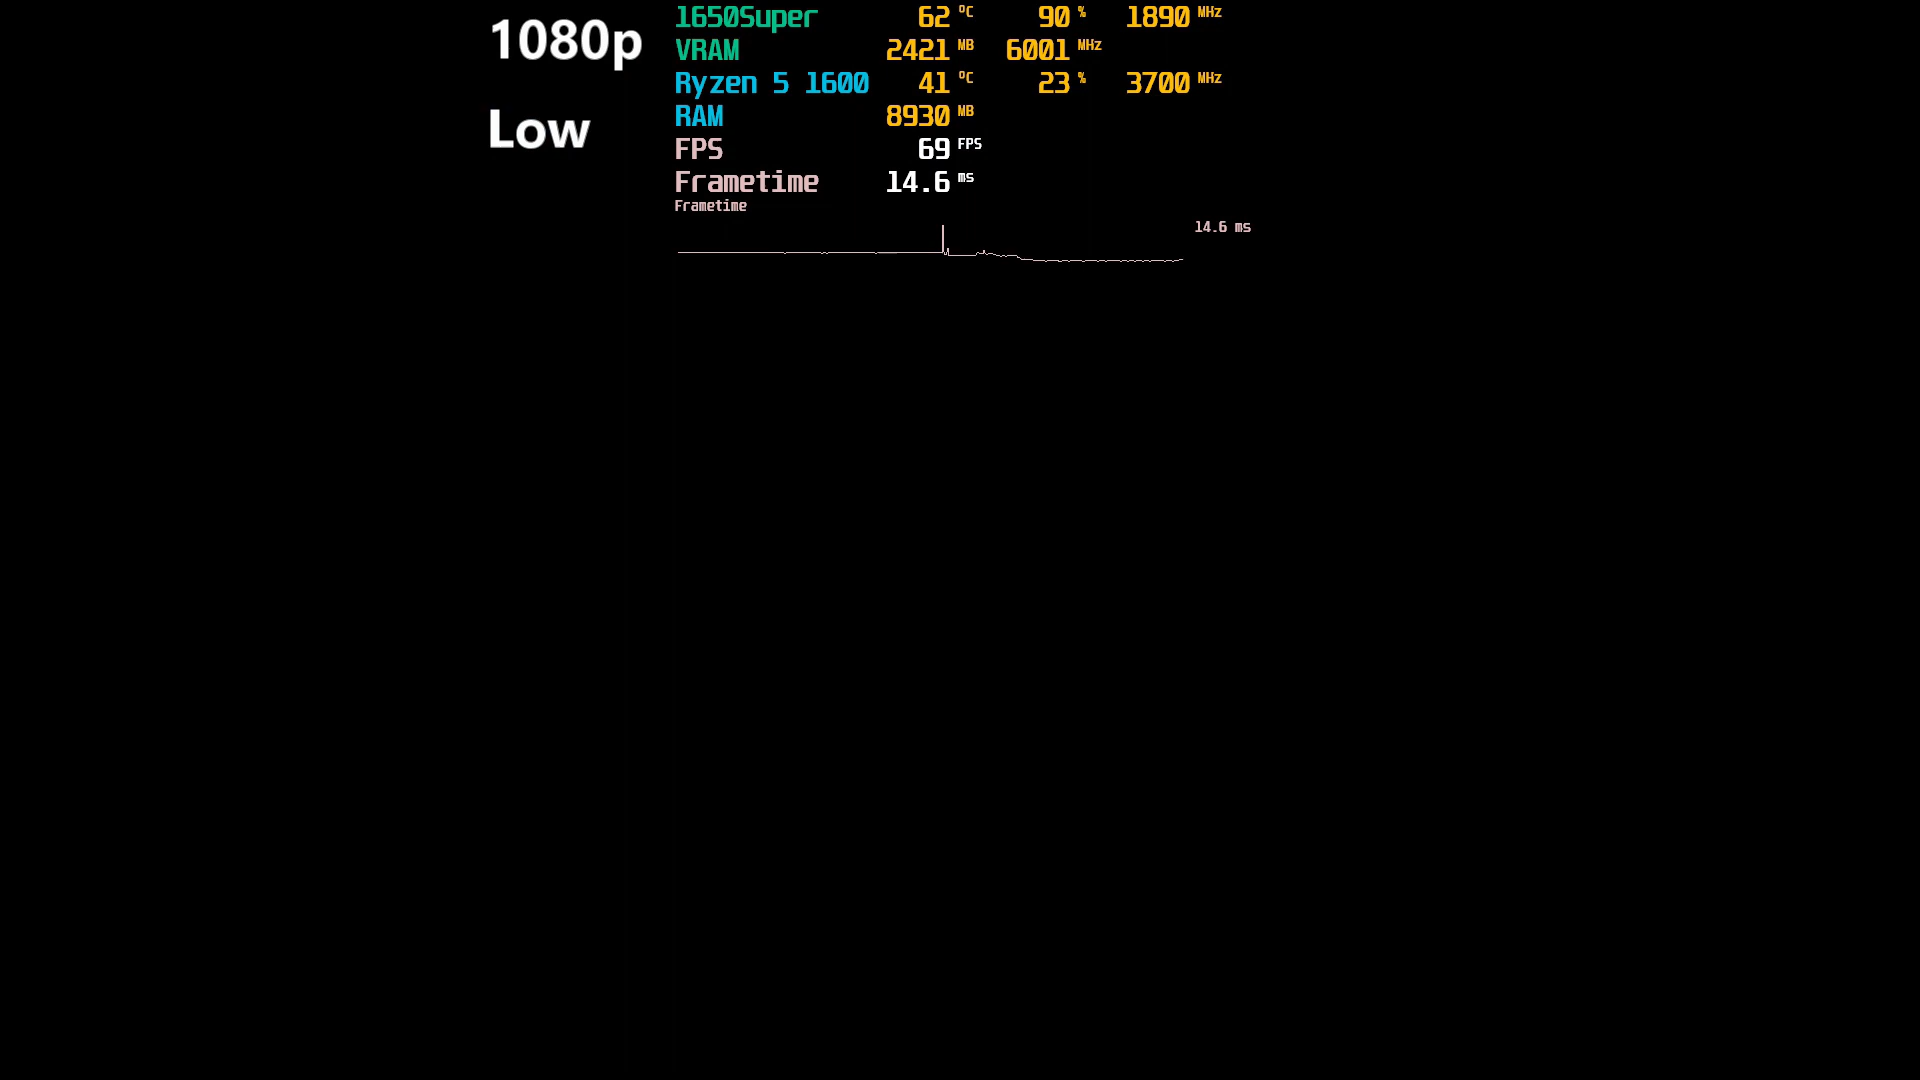 1080p
Low
1650Super 62 °C 90 % 1890 MHz
VRAM 2421 MB 6001 MHz
Ryzen 5 1600 41 °C 23 % 3700 MHz
RAM 8930 MB
FPS 69 FPS
Frametime 14.6 ms
Frametime
14.6 ms